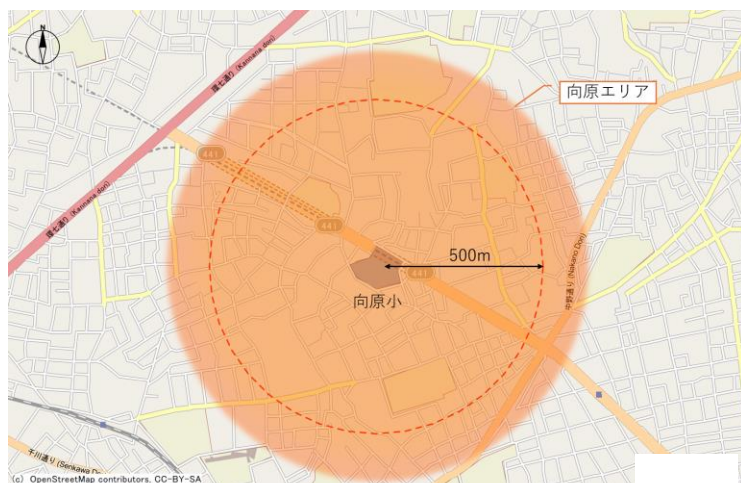 N
環七通り (Kannana dori)
向原エリア
441
441
500m
441
向原小
中野通り (Nakano Dori)
環七通り (Kannana dori)
千川通り (Senkawa Do
(c) OpenStreetMap contributors, CC-BY-SA